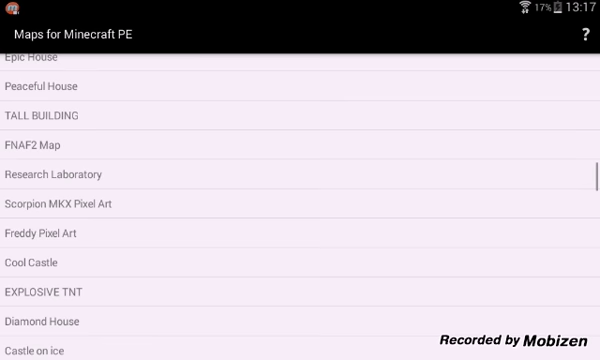 17% 13:17
Maps for Minecraft PE ?
Epic House
Peaceful House
TALL BUILDING
FNAF2 Map
Research Laboratory
Scorpion MKX Pixel Art
Freddy Pixel Art
Cool Castle
EXPLOSIVE TNT
Diamond House
Castle on ice
Recorded by Mobizen